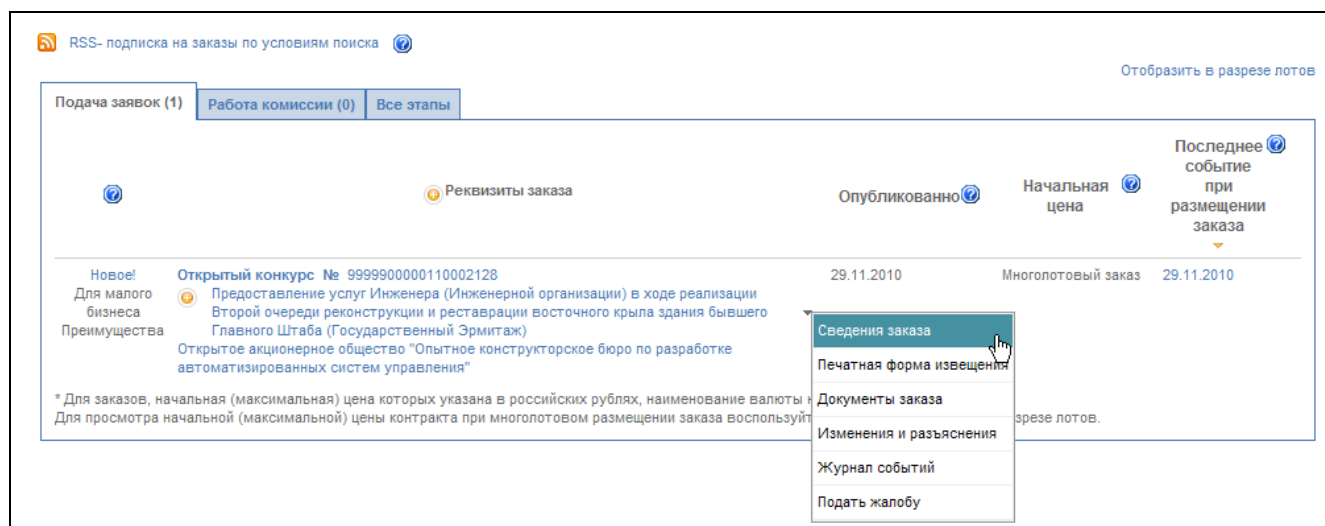 RSS- подписка на заказы по условиям поиска
Отобразить в разрезе лотов
Подача заявок (1) Работа комиссии (0) Все этапы
Реквизиты заказа
Опубликованно
Начальная
цена
Последнее
событие
при
размещении
заказа
Новое!
Для малого
бизнеса
Преимущества
Открытый конкурс № 9999900000110002128
Предоставление услуг Инженера (Инженерной организации) в ходе реализации
Второй очереди реконструкции и реставрации восточного крыла здания бывшего
Главного Штаба (Государственный Эрмитаж)
Открытое акционерное общество "Опытное конструкторское бюро по разработке
автоматизированных систем управления"
29.11.2010
Многолотовый заказ
29.11.2010
Сведения заказа
Печатная форма извещения
Документы заказа
Изменения и разъяснения
Журнал событий
Подать жалобу
* Для заказов, начальная (максимальная) цена которых указана в российских рублях, наименование валюты
Для просмотра начальной (максимальной) цены контракта при многолотовом размещении заказа воспользуйт зрезе лотов.